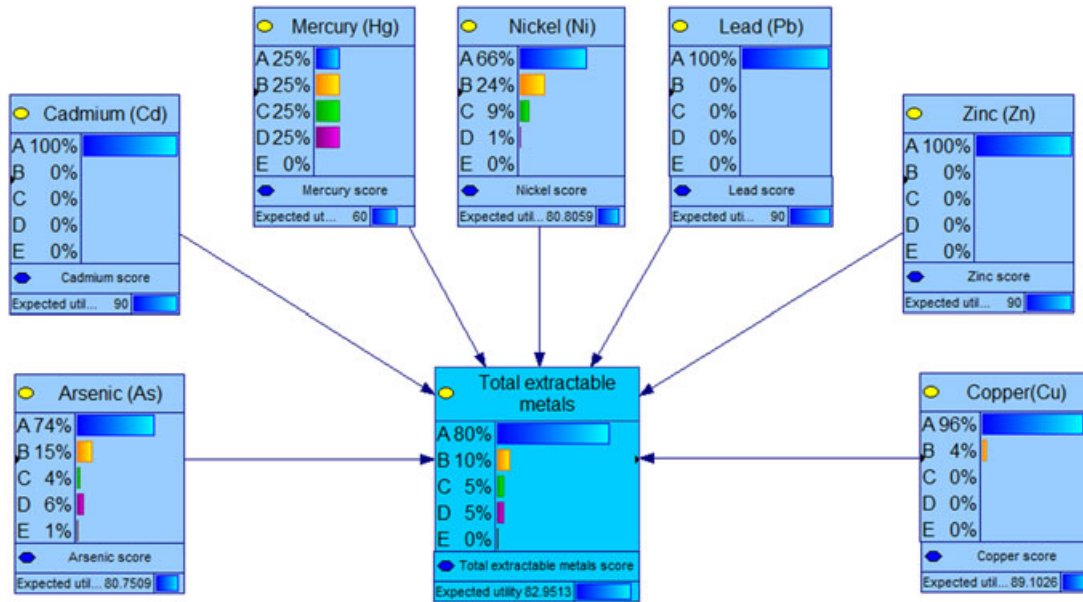 Mercury (Hg)
A 25%
B 25%
C 25%
D 25%
E 0%
Mercury score
Expected ut... 60
Nickel (Ni)
A 66%
B 24%
C 9%
D 1%
E 0%
Nickel score
Expected util... 80.8059
Lead (Pb)
A 100%
B 0%
C 0%
D 0%
E 0%
Lead score
Expected uti... 90
Cadmium (Cd)
A 100%
B 0%
C 0%
D 0%
E 0%
Cadmium score
Expected util... 90
Zinc (Zn)
A 100%
B 0%
C 0%
D 0%
E 0%
Zinc score
Expected util... 90
Arsenic (As)
A 74%
B 15%
C 4%
D 6%
E 1%
Arsenic score
Expected util... 80.7509
Total extractable
metals
A 80%
B 10%
C 5%
D 5%
E 0%
Total extractable metals score
Expected utility 82.9513
Copper(Cu)
A 96%
B 4%
C 0%
D 0%
E 0%
Copper score
Expected util... 89.1026